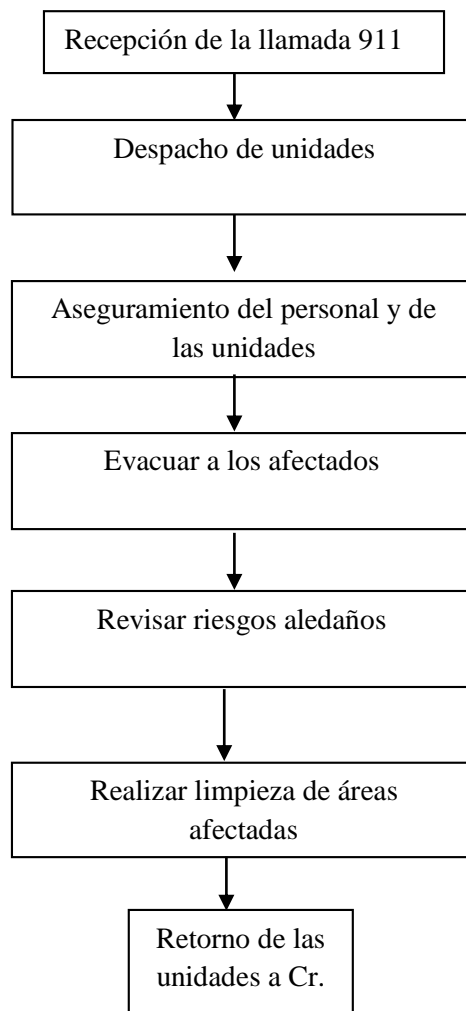 Recepción de la llamada 911
Despacho de unidades
Aseguramiento del personal y de
las unidades
Evacuar a los afectados
Revisar riesgos aledaños
Realizar limpieza de áreas
afectadas
Retorno de las
unidades a Cr.